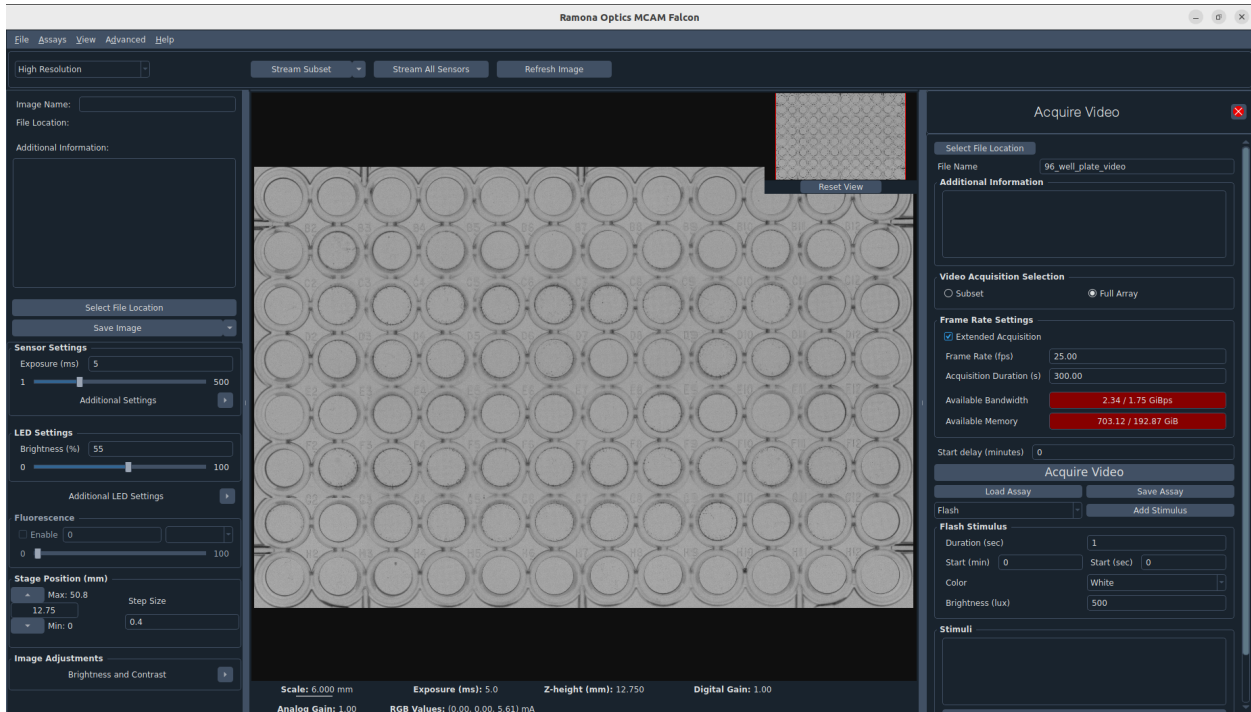 Ramona Optics MCAM Falcon
File Assays View Advanced Help
High Resolution
Stream Subset
Stream All Sensors
Refresh Image
Image Name:
File Location:
Additional Information:
Select File Location
Save Image
Sensor Settings
Exposure (ms) 5
1 500
Additional Settings
LED Settings
Brightness (%) 55
0 100
Additional LED Settings
Fluorescence
Enable 0
0 100
Stage Position (mm)
Max: 50.8
Step Size
12.75
0.4
Min: 0
Image Adjustments
Brightness and Contrast
Reset View
Scale: 6.000 mm Exposure (ms): 5.0 Z-height (mm): 12.750 Digital Gain: 1.00
Analog Gain: 1.00 RGB Values: (0.00, 0.00, 5.61) mA
Acquire Video
Select File Location
File Name 96_well_plate_video
Additional Information
Video Acquisition Selection
Subset Full Array
Frame Rate Settings
Extended Acquisition
Frame Rate (fps) 25.00
Acquisition Duration (s) 300.00
Available Bandwidth 2.34 / 1.75 GiBps
Available Memory 703.12 / 192.87 GiB
Start delay (minutes) 0
Acquire Video
Load Assay Save Assay
Flash Add Stimulus
Flash Stimulus
Duration (sec) 1
Start (min) 0 Start (sec) 0
Color White
Brightness (lux) 500
Stimuli